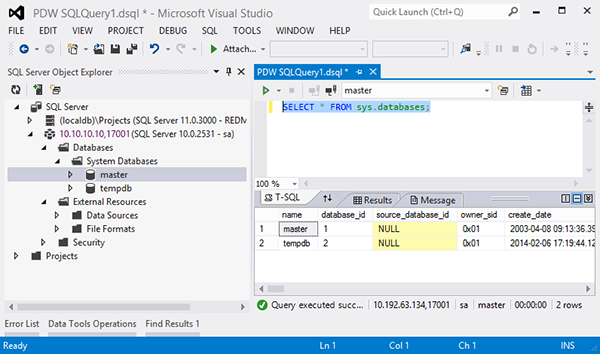 PDW SQLQuery1.dsql * - Microsoft Visual Studio
Quick Launch (Ctrl+Q)
FILE EDIT VIEW PROJECT DEBUG SQL TOOLS TEST WINDOW HELP
Attach...
SQL Server Object Explorer
SQL Server
(localdb)\Projects (SQL Server 11.0.3000 - REDM
10.10.10.10,17001 (SQL Server 10.0.2531 - sa)
Databases
System Databases
master
tempdb
External Resources
Data Sources
File Formats
Security
Projects
PDW SQLQuery1.dsql *
master
SELECT * FROM sys.databases;
100 %
T-SQL Results Message
name database_id source_database_id owner_sid create_date
1 master 1 NULL 0x01 2003-04-08 09:13:36.39
2 tempdb 2 NULL 0x01 2014-02-06 17:19:44.12
Query executed succ... 10.192.63.134,17001 sa master 00:00:00 2 rows
Error List Data Tools Operations Find Results 1
Ready Ln 1 Col 1 Ch 1 INS